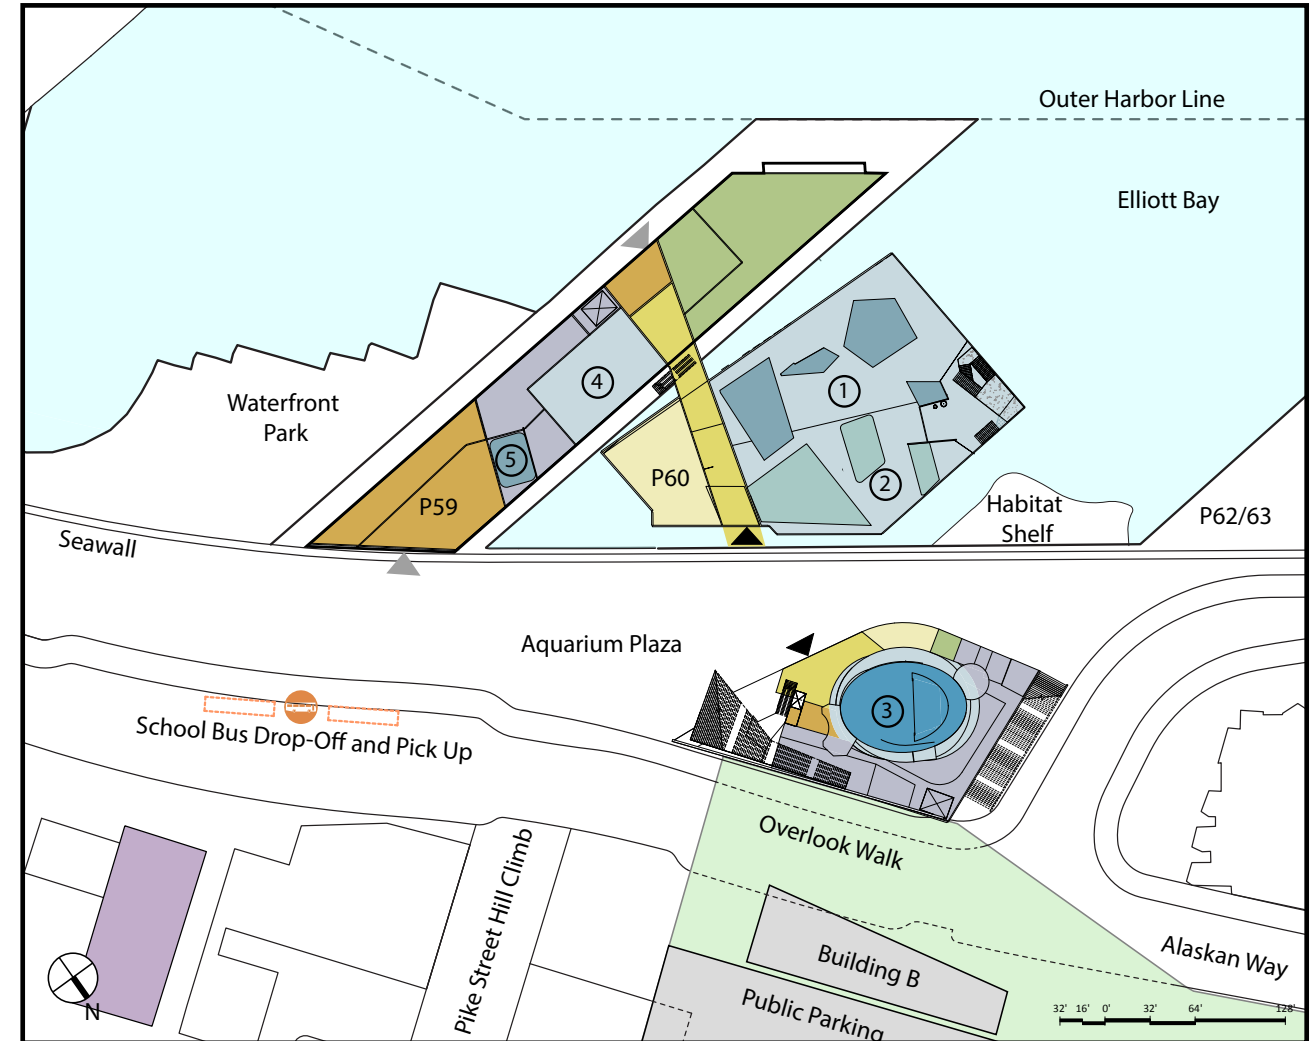 Outer Harbor Line
Elliott Bay
Waterfront
Park
4
1
5
P60
2
P59
Habitat
Shelf
P62/63
Seawall
Aquarium Plaza
3
School Bus Drop-Off and Pick Up
Overlook Walk
Pike Street Hill Climb
Building B
Alaskan Way
Public Parking
N
32' 16' 0' 32' 64' 128'